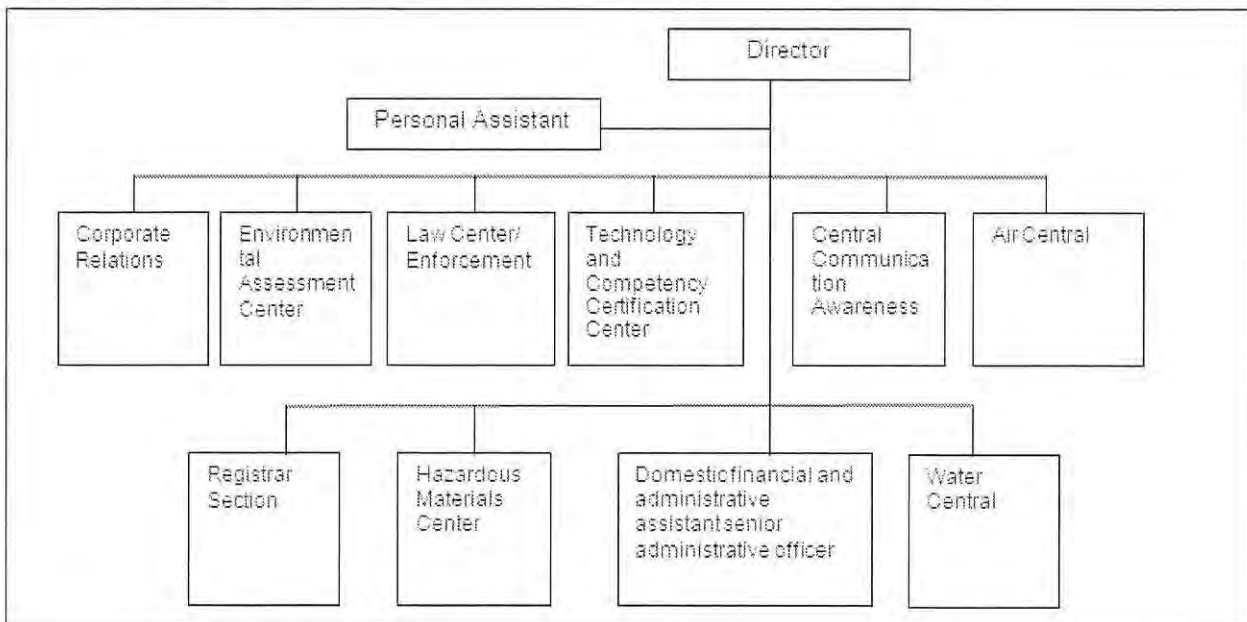 Director
Personal Assistant
Corporate
Relations
Environmen
tal
Assessment
Center
Law Center/
Enforcement
Technology
and
Competency
Certification
Center
Central
Communica
tion
Awareness
Air Central
Registrar
Section
Hazardous
Materials
Center
Domestic financial and
administrative
assistant senior
administrative officer
Water
Central